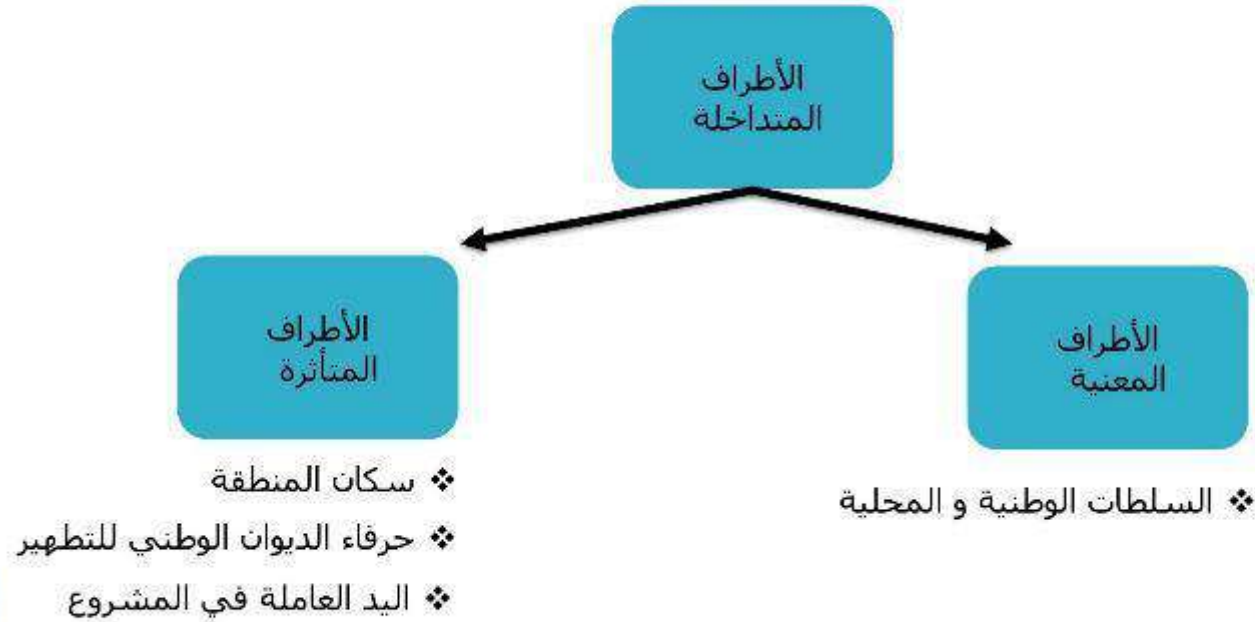 الأطراف
المتداخلة
الأطراف
المعنية
❖ السلطات الوطنية و المحلية
الأطراف
المتأثرة
❖ سكان المنطقة
❖ حرفاء الديوان الوطني للتطهير
❖ اليد العاملة في المشروع